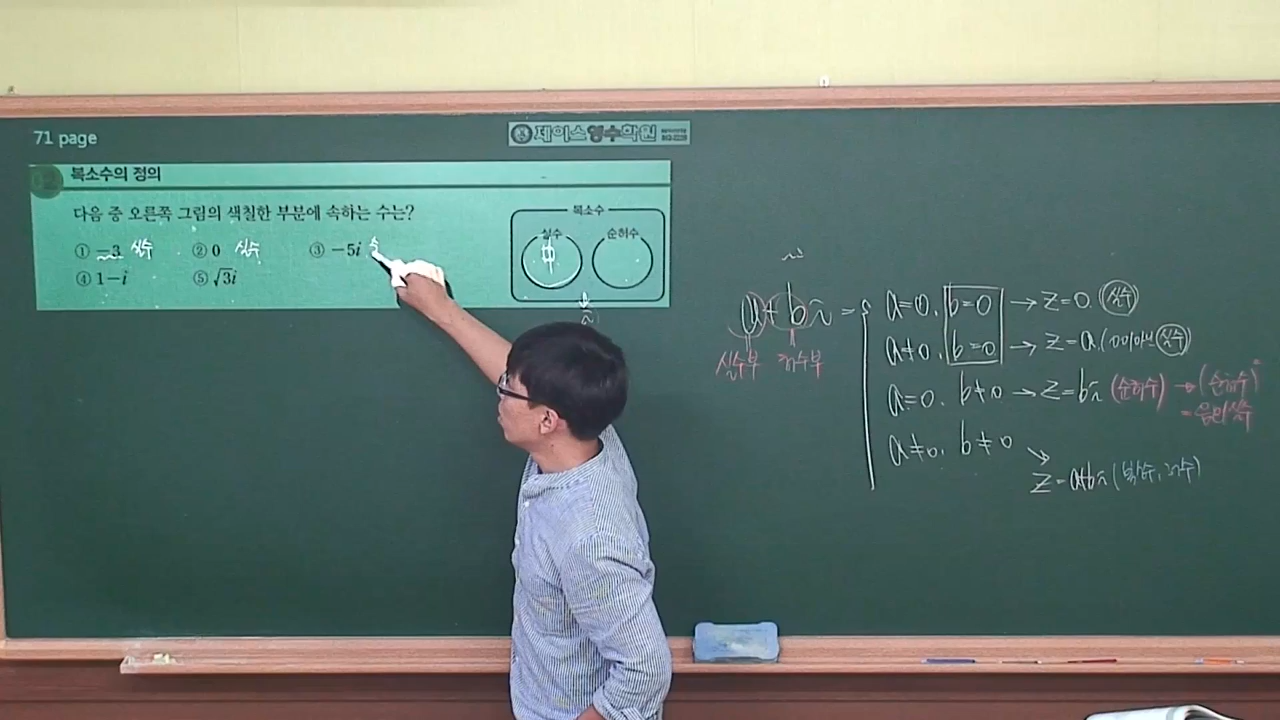 71 page
제이스영수학원
복소수의 정의
다음 중 오른쪽 그림의 색칠한 부분에 속하는 수는?
복소수
실수
순허수
① -3 실수 ② 0 실수 ③ -5i
④ 1-i ⑤ √3i
a+bi=
실수부 허수부
a=0. b=0 → z=0. (실수)
a≠0. b=0 → z=a. (0이 아닌 실수)
a=0. b≠0 → z=bi (순허수) → (순허수)²
=음의 실수
a≠0. b≠0 →
z=a+bi (복소수, 허수)